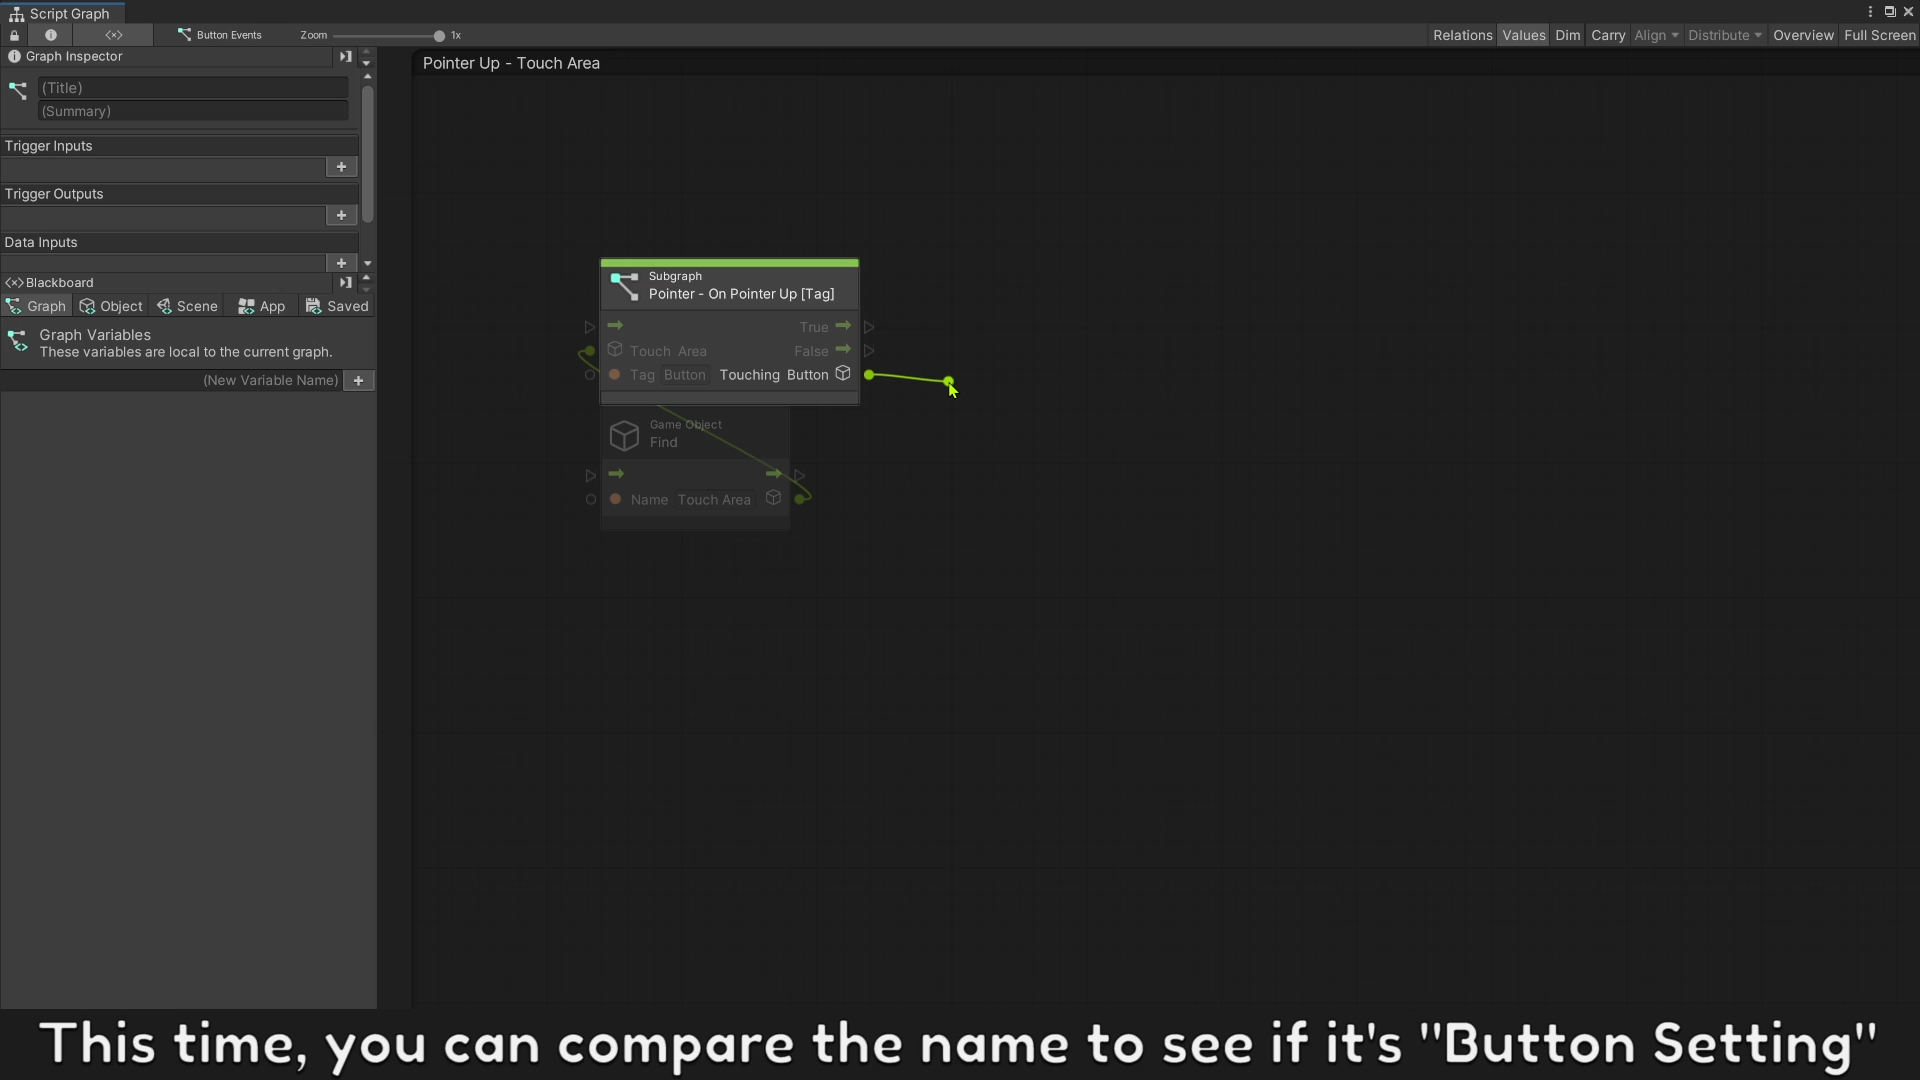 Script Graph
Button Events
Zoom
1x
Relations
Values
Dim
Carry
Align
Distribute
Overview
Full Screen
Graph Inspector
(Title)
(Summary)
Trigger Inputs
+
Trigger Outputs
+
Data Inputs
+
Blackboard
Graph
Object
Scene
App
Saved
Graph Variables
These variables are local to the current graph.
(New Variable Name)
+
Pointer Up - Touch Area
Subgraph
Pointer - On Pointer Up [Tag]
True
Touch Area
False
Tag Button
Touching Button
Game Object
Find
Name Touch Area
This time, you can compare the name to see if it's "Button Setting"